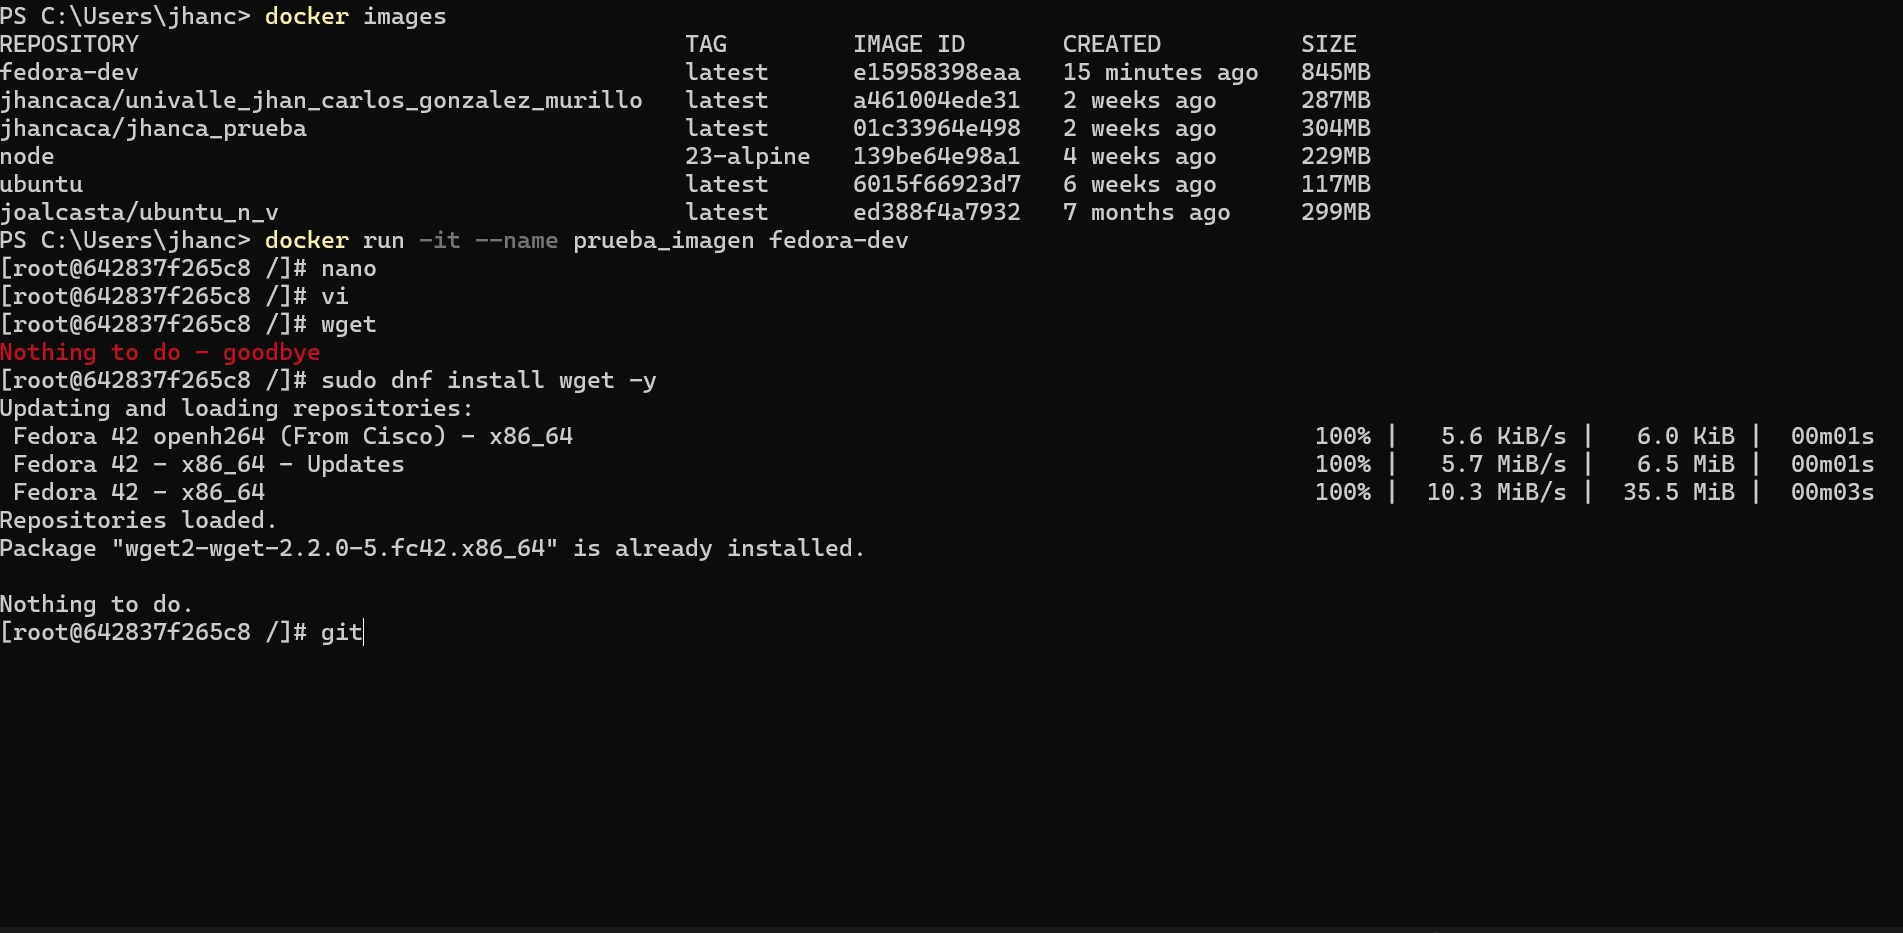 PS C:\Users\jhanc> docker images
REPOSITORY TAG IMAGE ID CREATED SIZE
fedora-dev latest e15958398eaa 15 minutes ago 845MB
jhancaca/univalle_jhan_carlos_gonzalez_murillo latest a461004ede31 2 weeks ago 287MB
jhancaca/jhanca_prueba latest 01c33964e498 2 weeks ago 304MB
node 23-alpine 139be64e98a1 4 weeks ago 229MB
ubuntu latest 6015f66923d7 6 weeks ago 117MB
joalcasta/ubuntu_n_v latest ed388f4a7932 7 months ago 299MB
PS C:\Users\jhanc> docker run -it --name prueba_imagen fedora-dev
[root@642837f265c8 /]# nano
[root@642837f265c8 /]# vi
[root@642837f265c8 /]# wget
Nothing to do - goodbye
[root@642837f265c8 /]# sudo dnf install wget -y
Updating and loading repositories:
Fedora 42 openh264 (From Cisco) - x86_64 100% | 5.6 KiB/s | 6.0 KiB | 00m01s
Fedora 42 - x86_64 - Updates 100% | 5.7 MiB/s | 6.5 MiB | 00m01s
Fedora 42 - x86_64 100% | 10.3 MiB/s | 35.5 MiB | 00m03s
Repositories loaded.
Package "wget2-wget-2.2.0-5.fc42.x86_64" is already installed.
Nothing to do.
[root@642837f265c8 /]# git